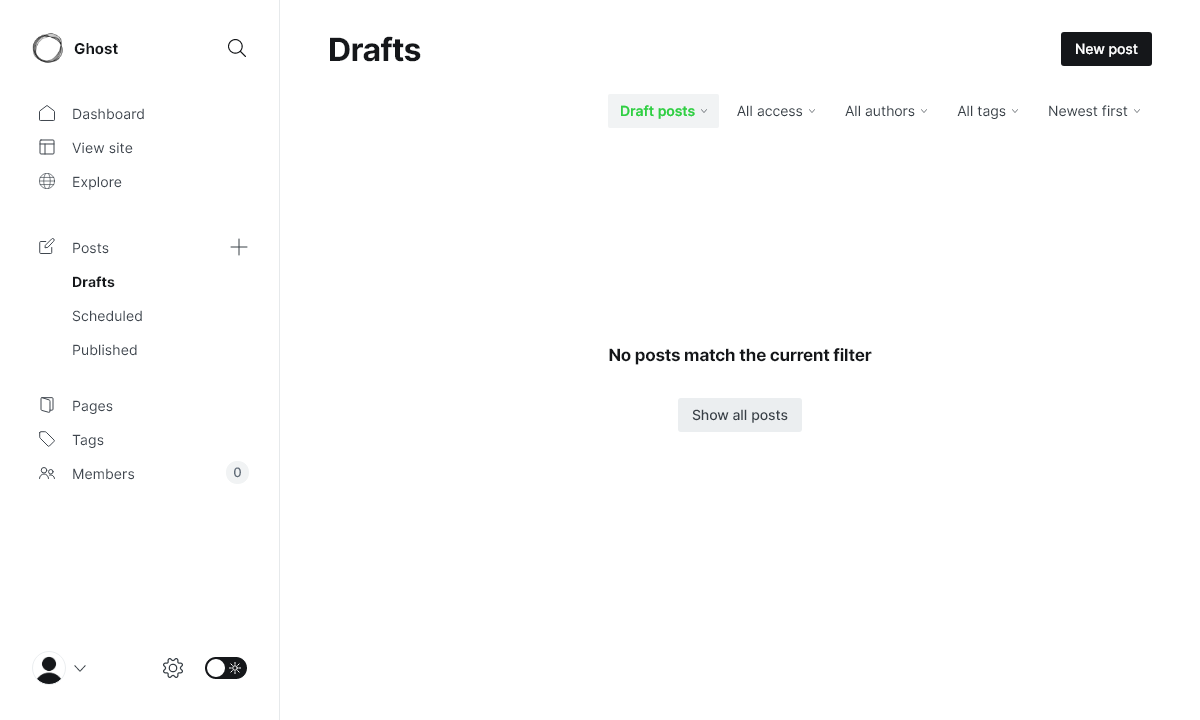 Ghost
Dashboard
View site
Explore
Posts
Drafts
Scheduled
Published
Pages
Tags
Members 0
Drafts
New post
Draft posts All access All authors All tags Newest first
No posts match the current filter
Show all posts